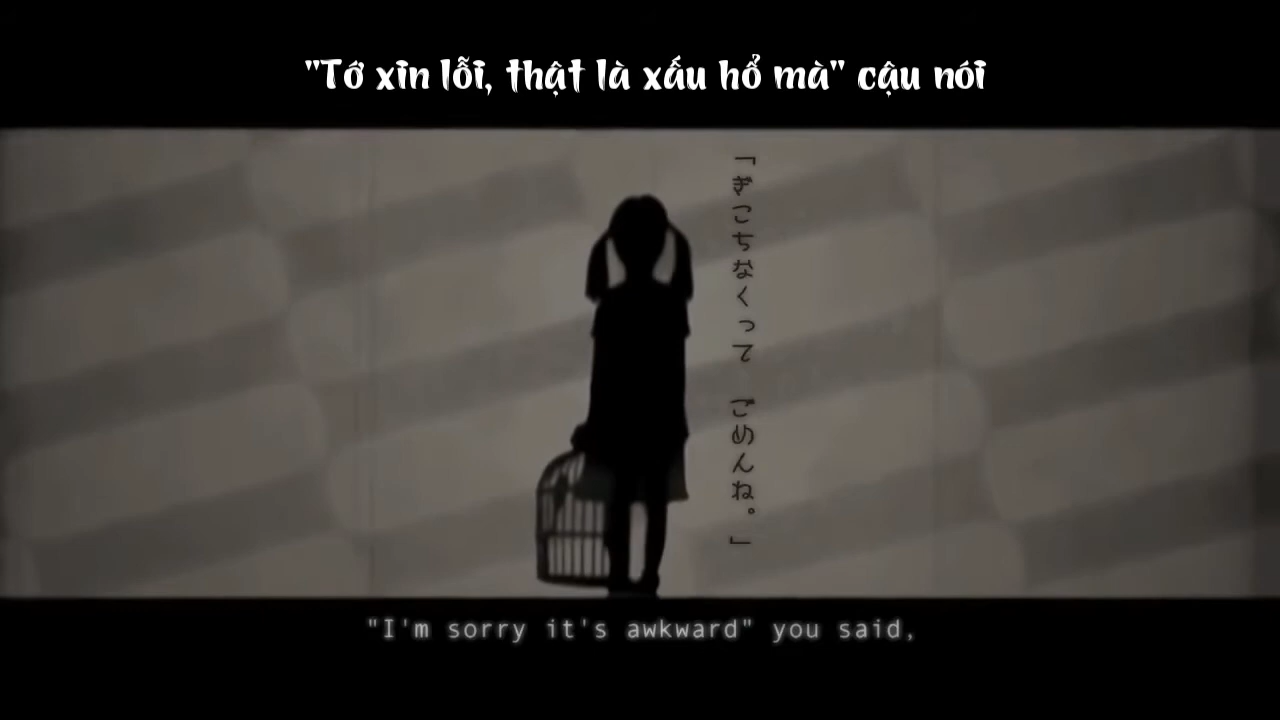 "Tớ xin lỗi, thật là xấu hổ mà" cậu nói
「ぎこちなくって　ごめんね。」
"I'm sorry it's awkward" you said,